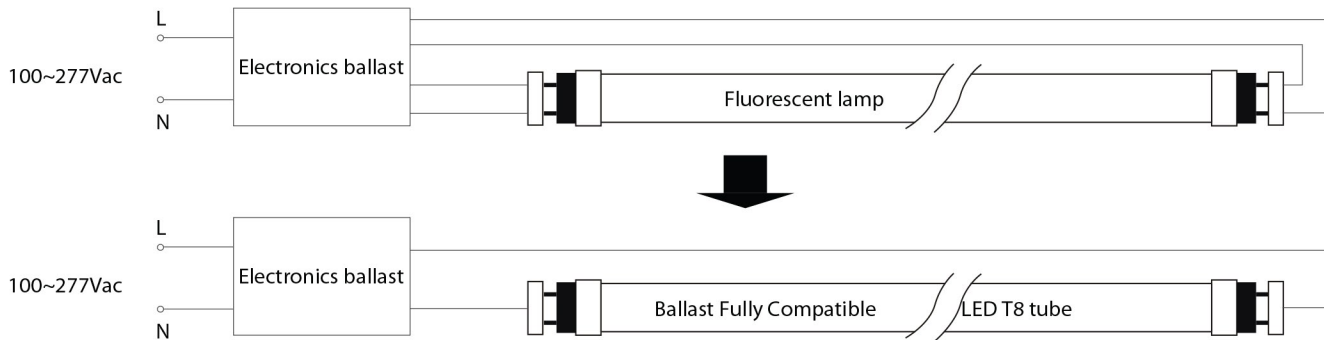 L
100~277Vac
Electronics ballast
N
Fluorescent lamp
L
100~277Vac
Electronics ballast
N
Ballast Fully Compatible
LED T8 tube